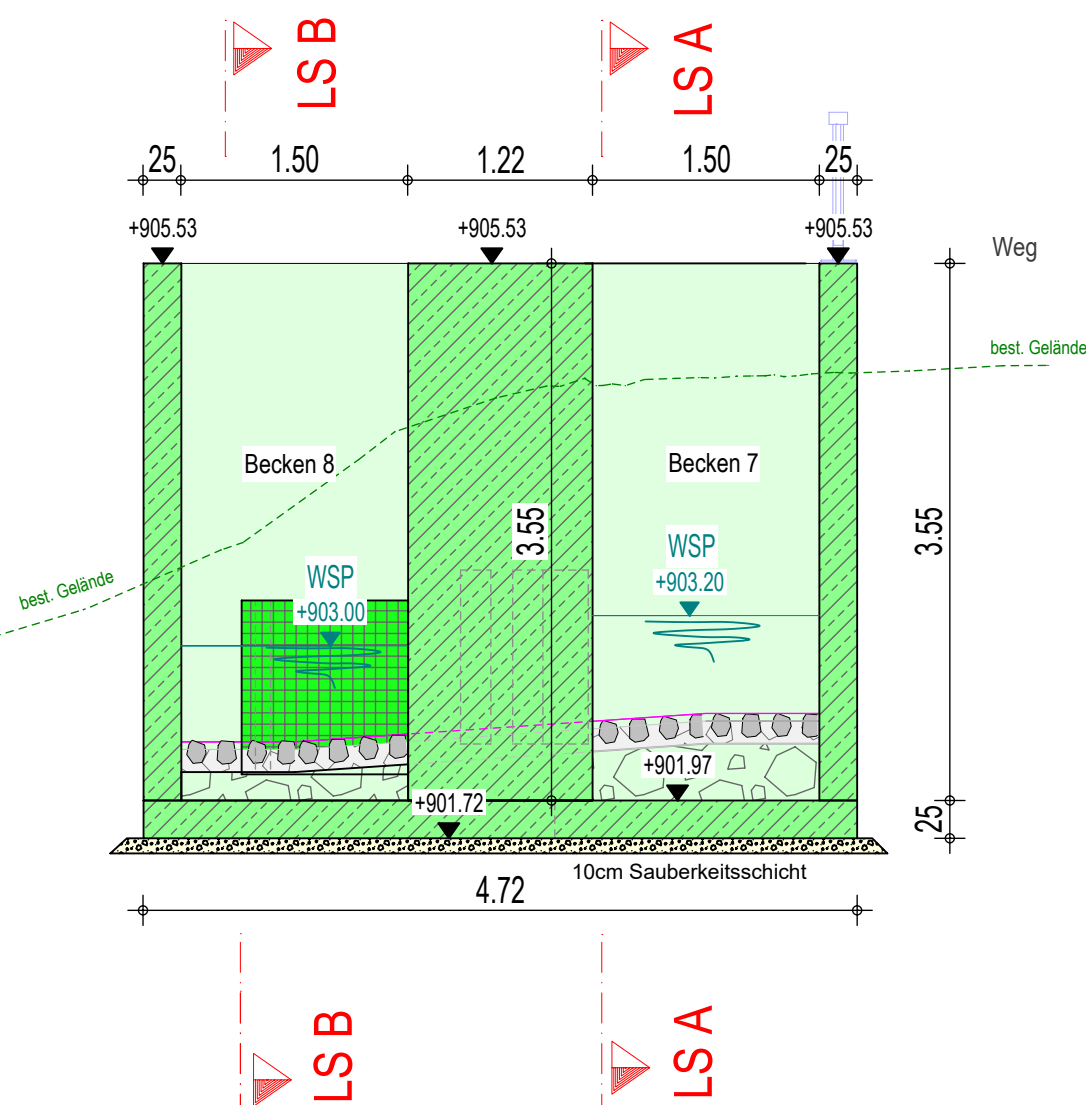 LS B
LS A
25
1.50
1.22
1.50
25
+905.53
+905.53
+905.53
Weg
best. Gelände
Becken 8
Becken 7
3.55
3.55
WSP
+903.20
WSP
+903.00
best. Gelände
+901.97
+901.72
25
10cm Sauberkeitsschicht
4.72
LS B
LS A